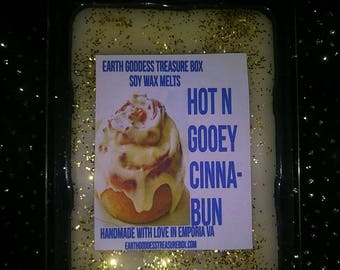 EARTH GODDESS TREASURE BOX
SOY WAX MELTS
HOT N
GOOEY
CINNA-
BUN
HANDMADE WITH LOVE IN EMPORIA VA
EARTHGODDESSTREASUREBOX.COM